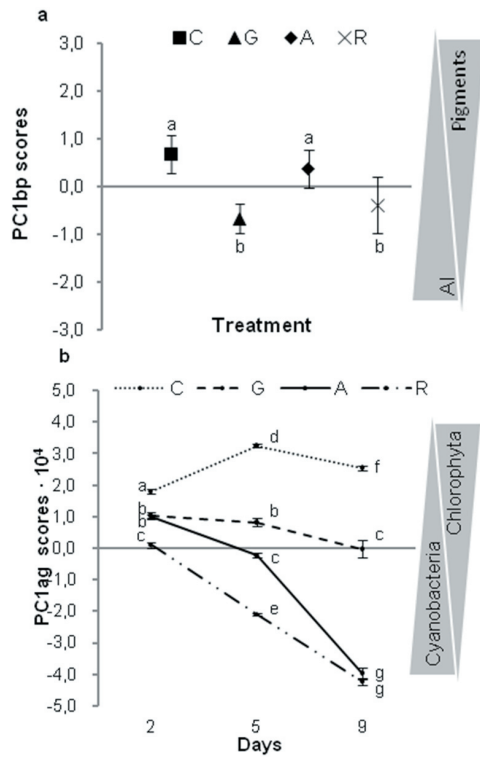 a
C G A R
3,0
2,0
1,0
0,0
-1,0
-2,0
-3,0
PC1bp scores
a
b
a
b
Treatment
Pigments
AI
b
C G A R
5,0
4,0
3,0
2,0
1,0
0,0
-1,0
-2,0
-3,0
-4,0
-5,0
PC1ag scores · 10⁴
a
b
b
c
d
b
c
e
f
c
g
g
2 5 9
Days
Cyanobacteria
Chlorophyta